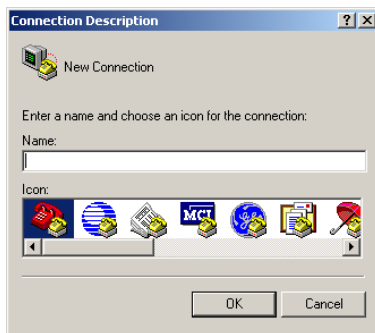 Connection Description
New Connection
Enter a name and choose an icon for the connection:
Name:
Icon:
MCI
OK
Cancel